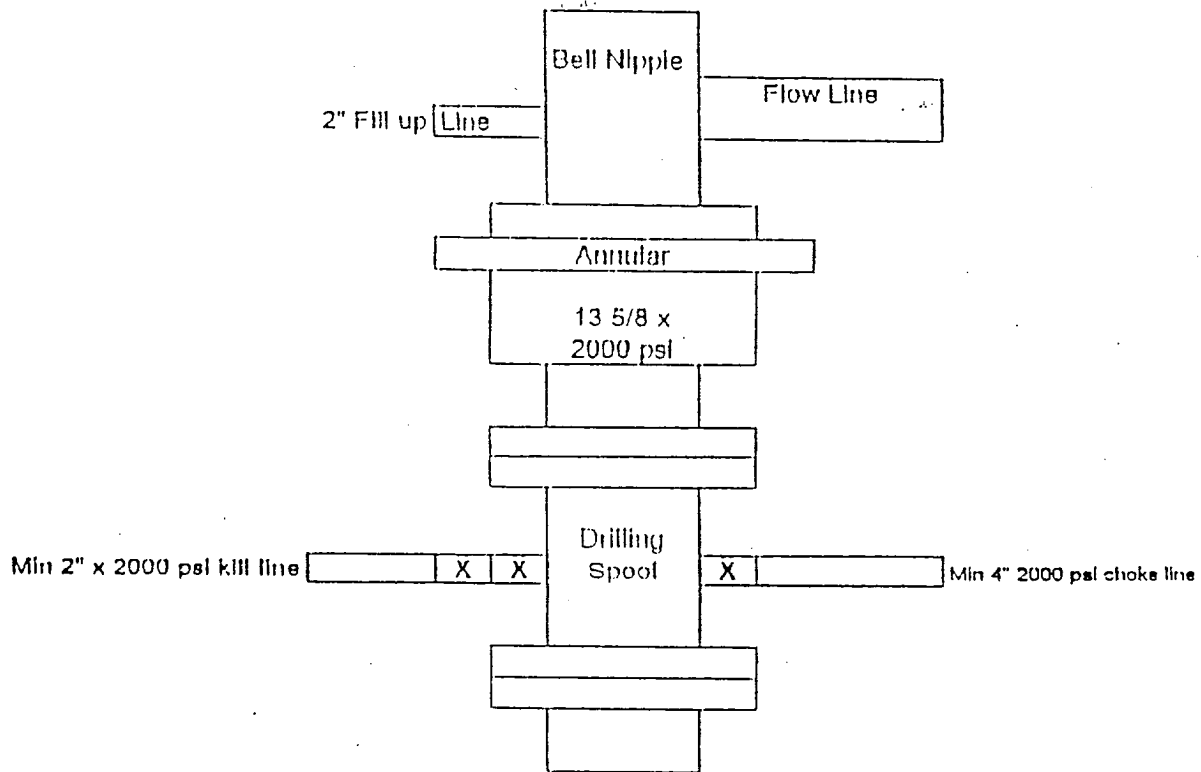 Bell Nipple
Flow Line
2" Fill up Line
Annular
13 5/8 x
2000 psi
Drilling
Spool
Min 2" x 2000 psi kill line
X X
X
Min 4" 2000 psi choke line